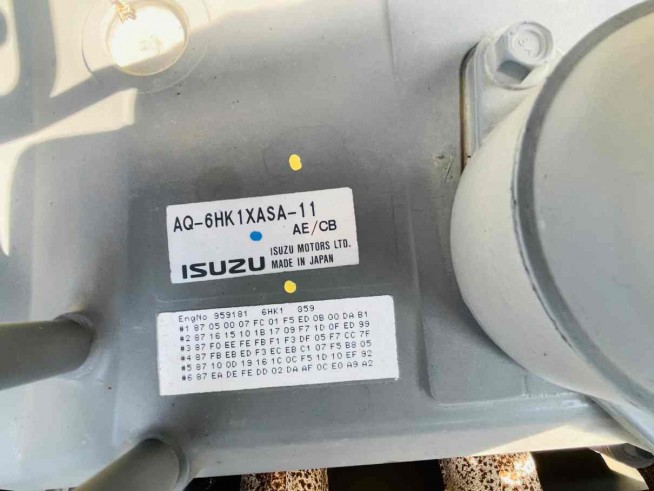 AQ-6HK1XASA-11
AE/CB
ISUZU
ISUZU MOTORS LTD.
MADE IN JAPAN
EngNo 959181 6HK1 859
#1 87 05 00 07 FC 01 F5 ED 0B 00 DA B1
#2 87 16 15 10 1B 17 09 F7 1D 0F ED 99
#3 87 F0 EE FE FB F1 F3 DF 05 F7 CC 7F
#4 87 FB EB ED F3 EC EB C1 07 F5 B8 05
#5 87 10 0D 19 16 1C 0C F5 1D 10 EF 92
#6 87 EA DE FE DD 02 DA AF 0C E0 A9 A2